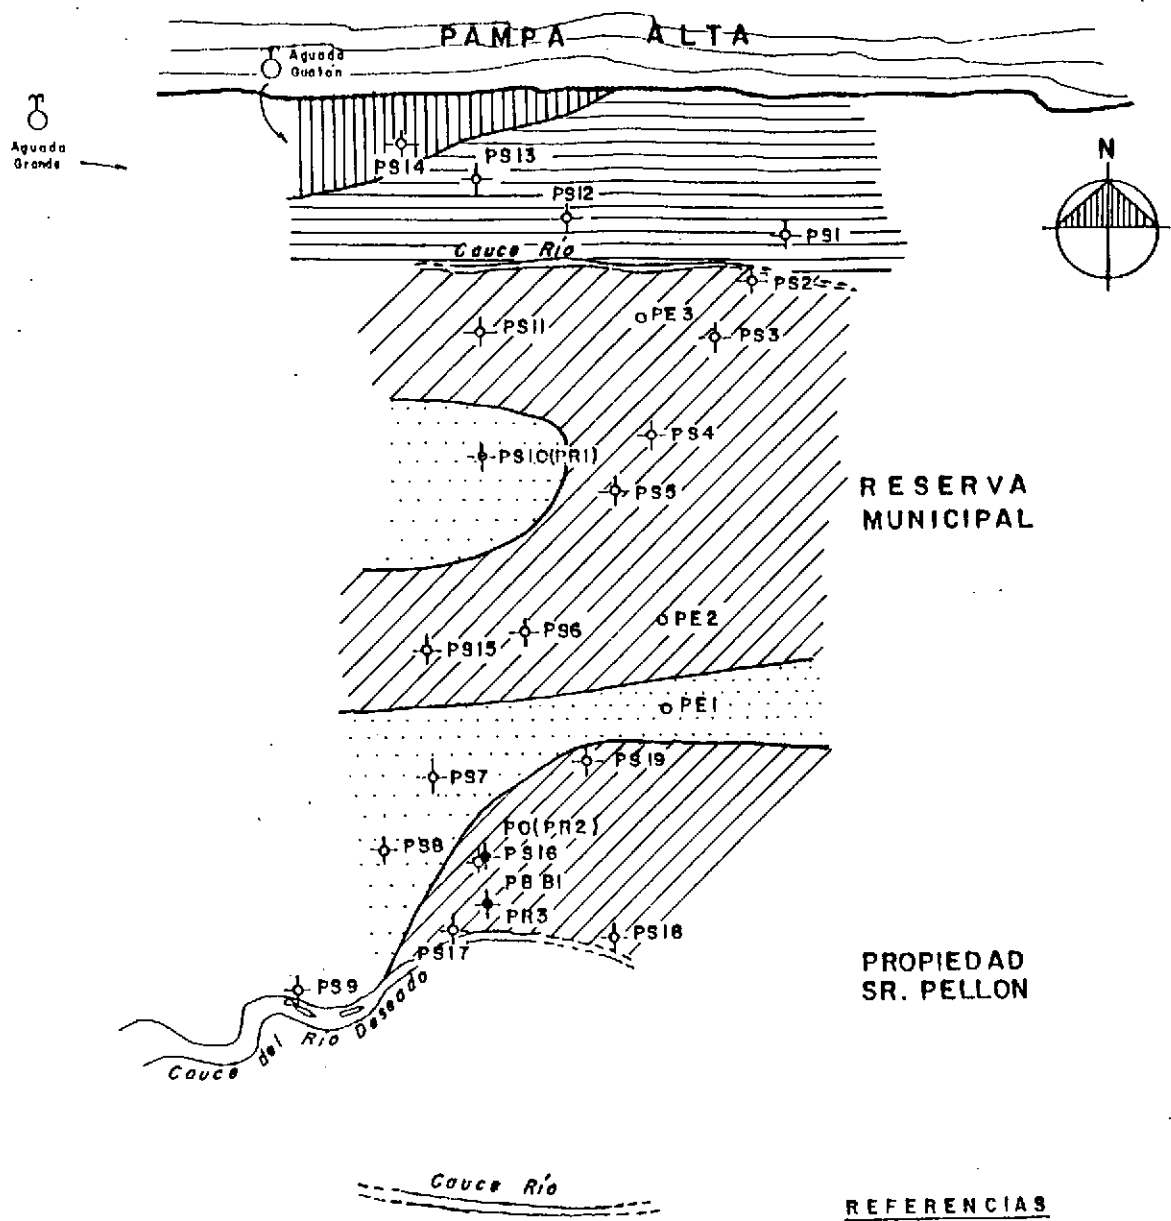 PAMPA ALTA
Aguada
Guatón
Aguada
Grande
N
PS14
PS13
PS12
PS1
Cauce Río
PS2
PE3
PS11
PS3
PS4
PS10(PR1)
PS5
RESERVA
MUNICIPAL
PE2
PS6
PS15
PE1
PS19
PS7
PO(PR2)
PS8
PS16
PBB1
PR3
PS18
PS17
PROPIEDAD
SR. PELLON
PS9
Cauce del Río Deseado
Cauce Río
REFERENCIAS